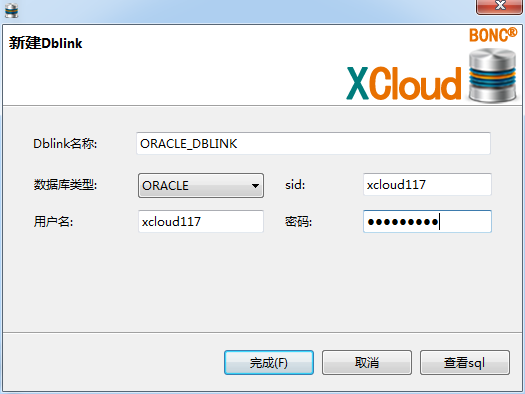 新建Dblink
BONC®
XCloud
Dblink名称: ORACLE_DBLINK
数据库类型: ORACLE sid: xcloud117
用户名: xcloud117 密码: ●●●●●●●●●
完成(F) 取消 查看sql